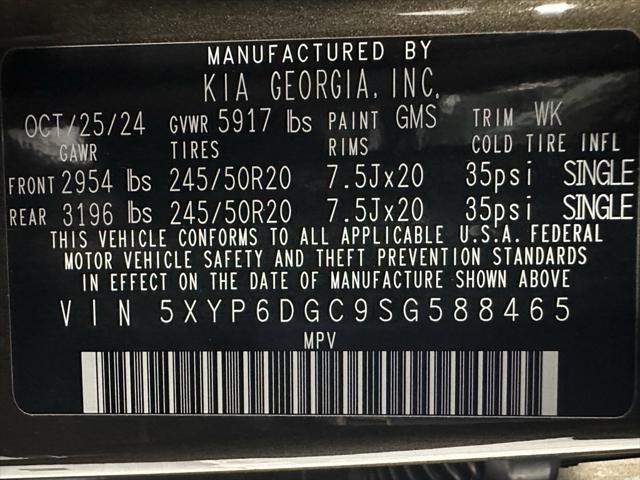 MANUFACTURED BY
KIA GEORGIA, INC.
OCT/25/24 GVWR 5917 lbs PAINT GMS TRIM WK
GAWR TIRES RIMS COLD TIRE INFL
FRONT 2954 lbs 245/50R20 7.5Jx20 35psi SINGLE
REAR 3196 lbs 245/50R20 7.5Jx20 35psi SINGLE
THIS VEHICLE CONFORMS TO ALL APPLICABLE U.S.A. FEDERAL
MOTOR VEHICLE SAFETY AND THEFT PREVENTION STANDARDS
IN EFFECT ON THE DATE OF MANUFACTURE SHOWN ABOVE
VIN 5XYP6DGC9SG588465
MPV